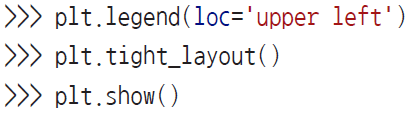 >>> plt.legend(loc='upper left')
>>> plt.tight_layout()
>>> plt.show()